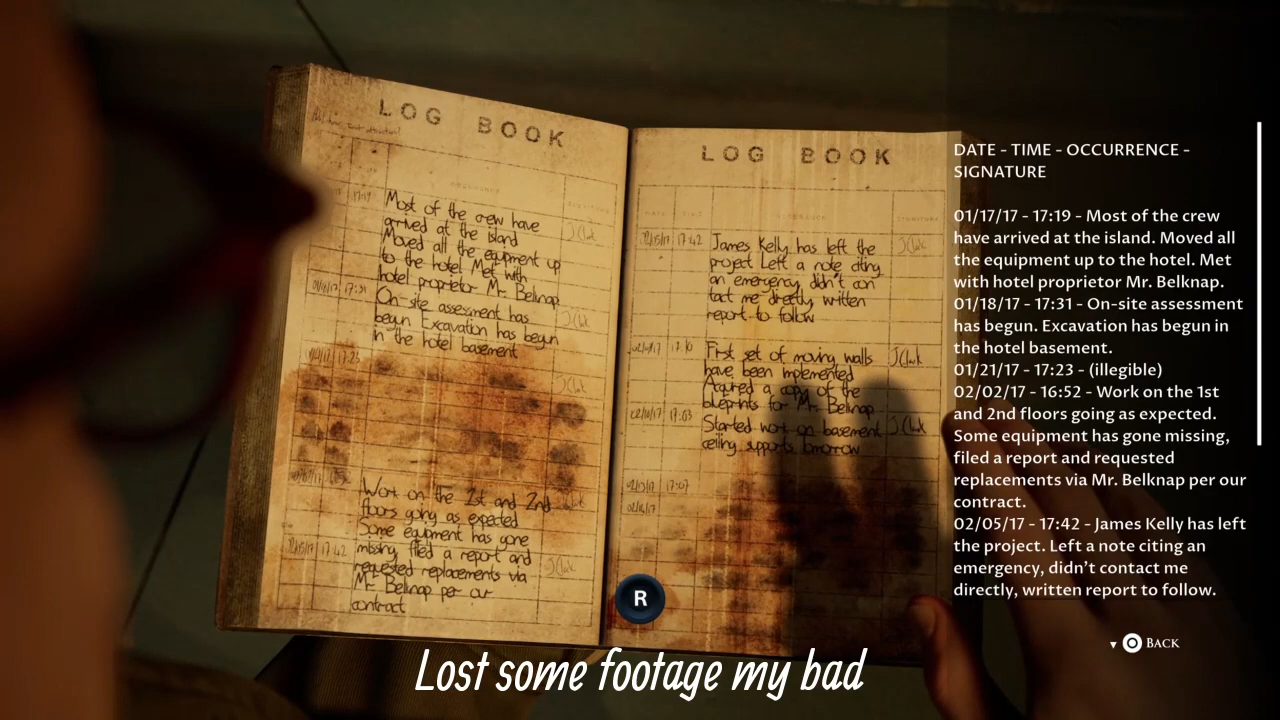 LOG BOOK
Most of the crew have
arrived at the island
Moved all the equipment up
to the hotel Met with
hotel proprietor Mr. Belknap
On-site assessment has
begun Excavation has begun
in the hotel basement
Work on the 1st and 2nd
floors going as expected
Some equipment has gone
missing, filed a report and
requested replacements via
Mr. Belknap per our
contract
LOG BOOK
17:42 James Kelly has left the
project Left a note citing
an emergency, didn't con
tact me directly, written
report to follow
First set of moving walls
have been implemented
Aquired a copy of the
blueprints for Mr. Belknap
17:03 Started work on basement
ceiling supports tomorrow
DATE - TIME - OCCURRENCE -
SIGNATURE
01/17/17 - 17:19 - Most of the crew
have arrived at the island. Moved all
the equipment up to the hotel. Met
with hotel proprietor Mr. Belknap.
01/18/17 - 17:31 - On-site assessment
has begun. Excavation has begun in
the hotel basement.
01/21/17 - 17:23 - (illegible)
02/02/17 - 16:52 - Work on the 1st
and 2nd floors going as expected.
Some equipment has gone missing,
filed a report and requested
replacements via Mr. Belknap per our
contract.
02/05/17 - 17:42 - James Kelly has left
the project. Left a note citing an
emergency, didn't contact me
directly, written report to follow.
R
BACK
Lost some footage my bad